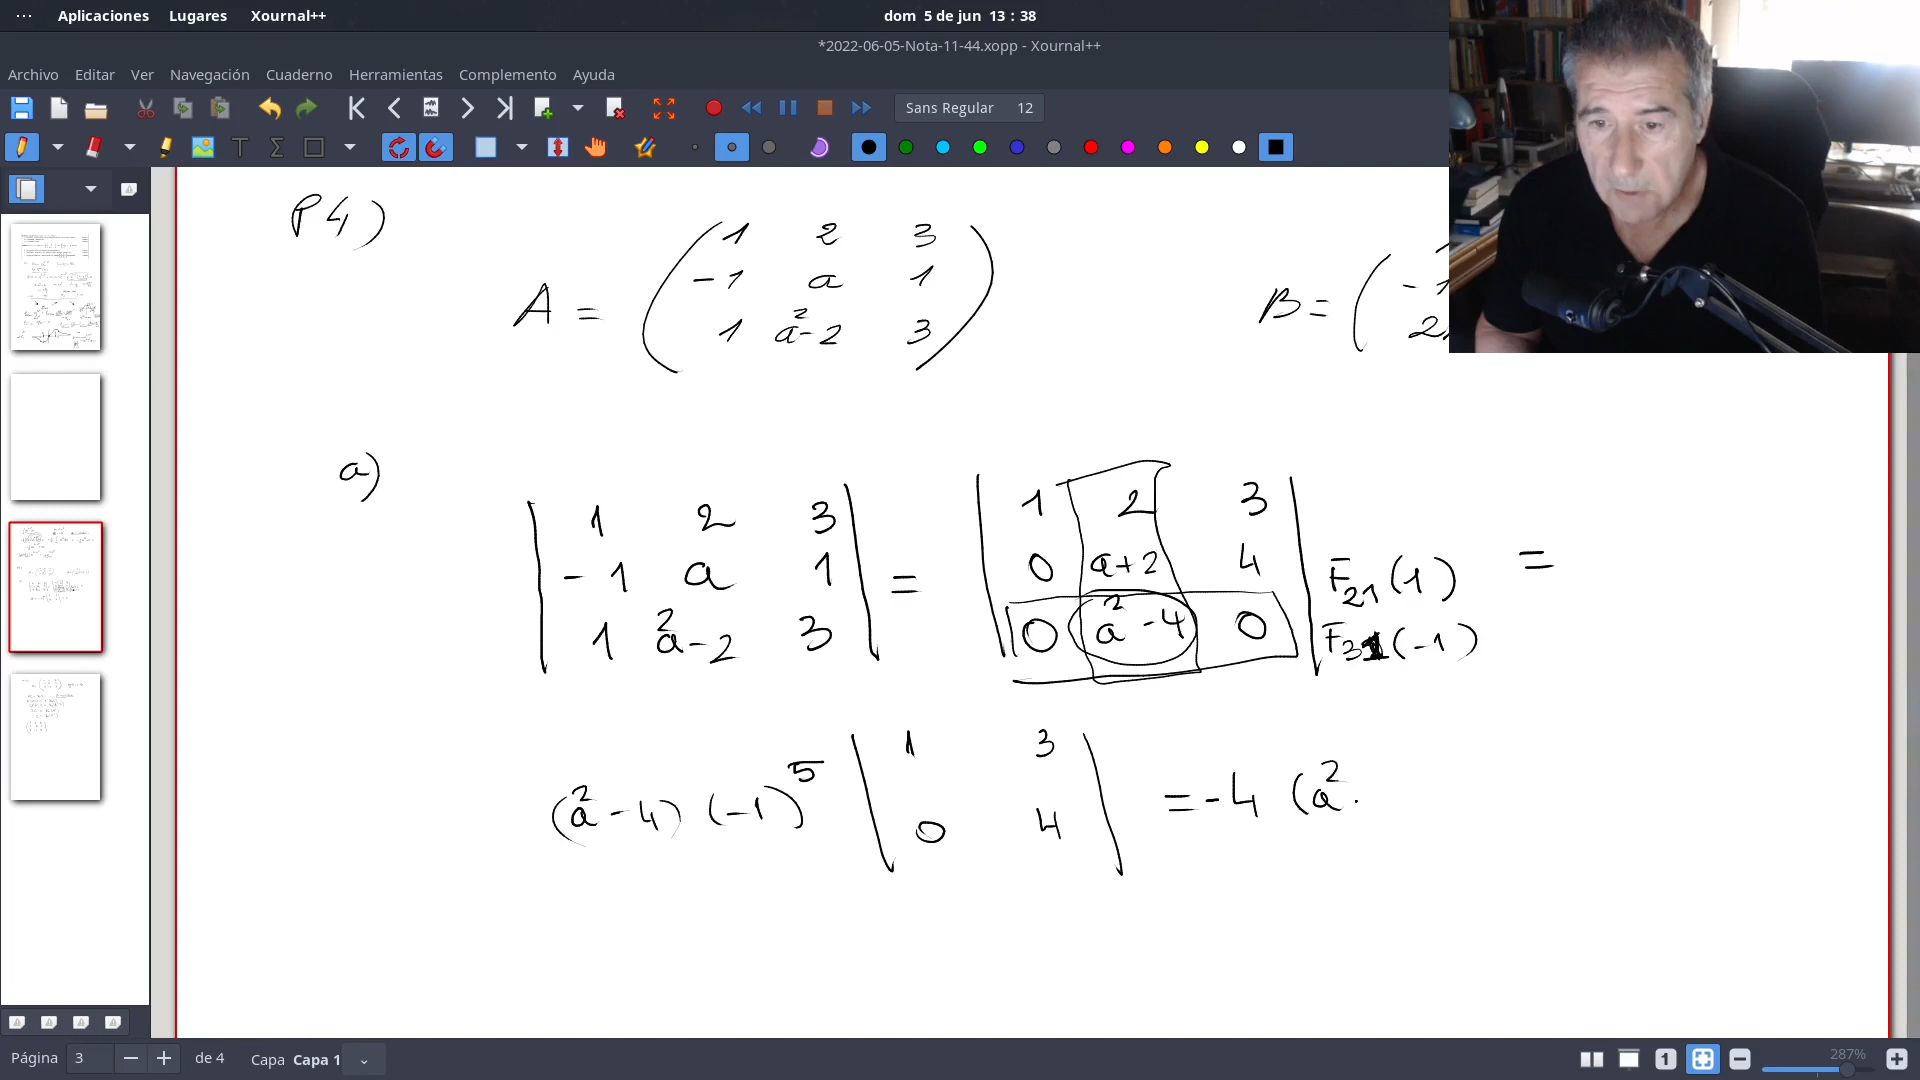 Aplicaciones Lugares Xournal++ dom 5 de jun 13 : 38
*2022-06-05-Nota-11-44.xopp - Xournal++
Archivo Editar Ver Navegación Cuaderno Herramientas Complemento Ayuda
Sans Regular 12
P4)
A = ( 1 2 3
-1 a 1
1 a²-2 3 )
B = ( -1
2
a)
| 1 2 3 | = | 1 2 3 |
| -1 a 1 | | 0 a+2 4 | F₂₁(1) =
| 1 a²-2 3 | | 0 a²-4 0 | F₃₁(-1)
(a²-4) (-1)⁵ | 1 3 | = -4 (a²
| 0 4 |
Página 3 de 4 Capa Capa 1 1 287%